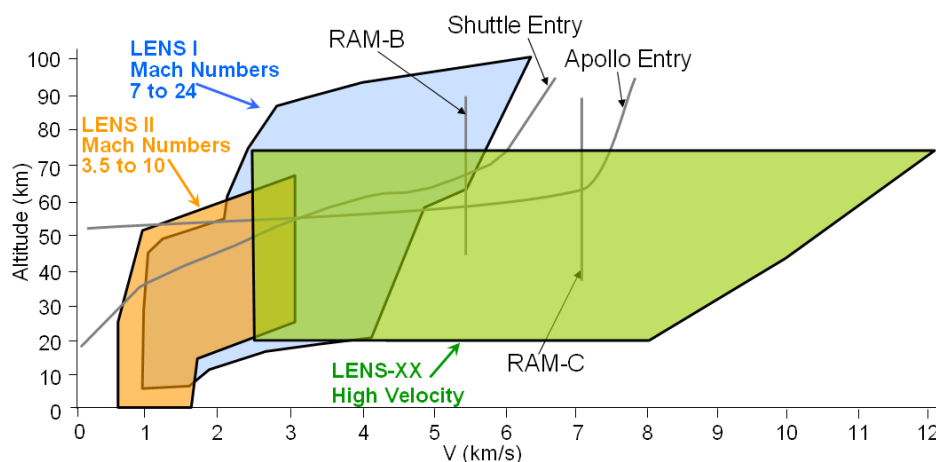 LENS I
Mach Numbers
7 to 24
RAM-B
Shuttle Entry
Apollo Entry
LENS II
Mach Numbers
3.5 to 10
Altitude (km)
100
90
80
70
60
50
40
30
20
10
0
LENS-XX
High Velocity
RAM-C
0 1 2 3 4 5 6 7 8 9 10 11 12
V (km/s)